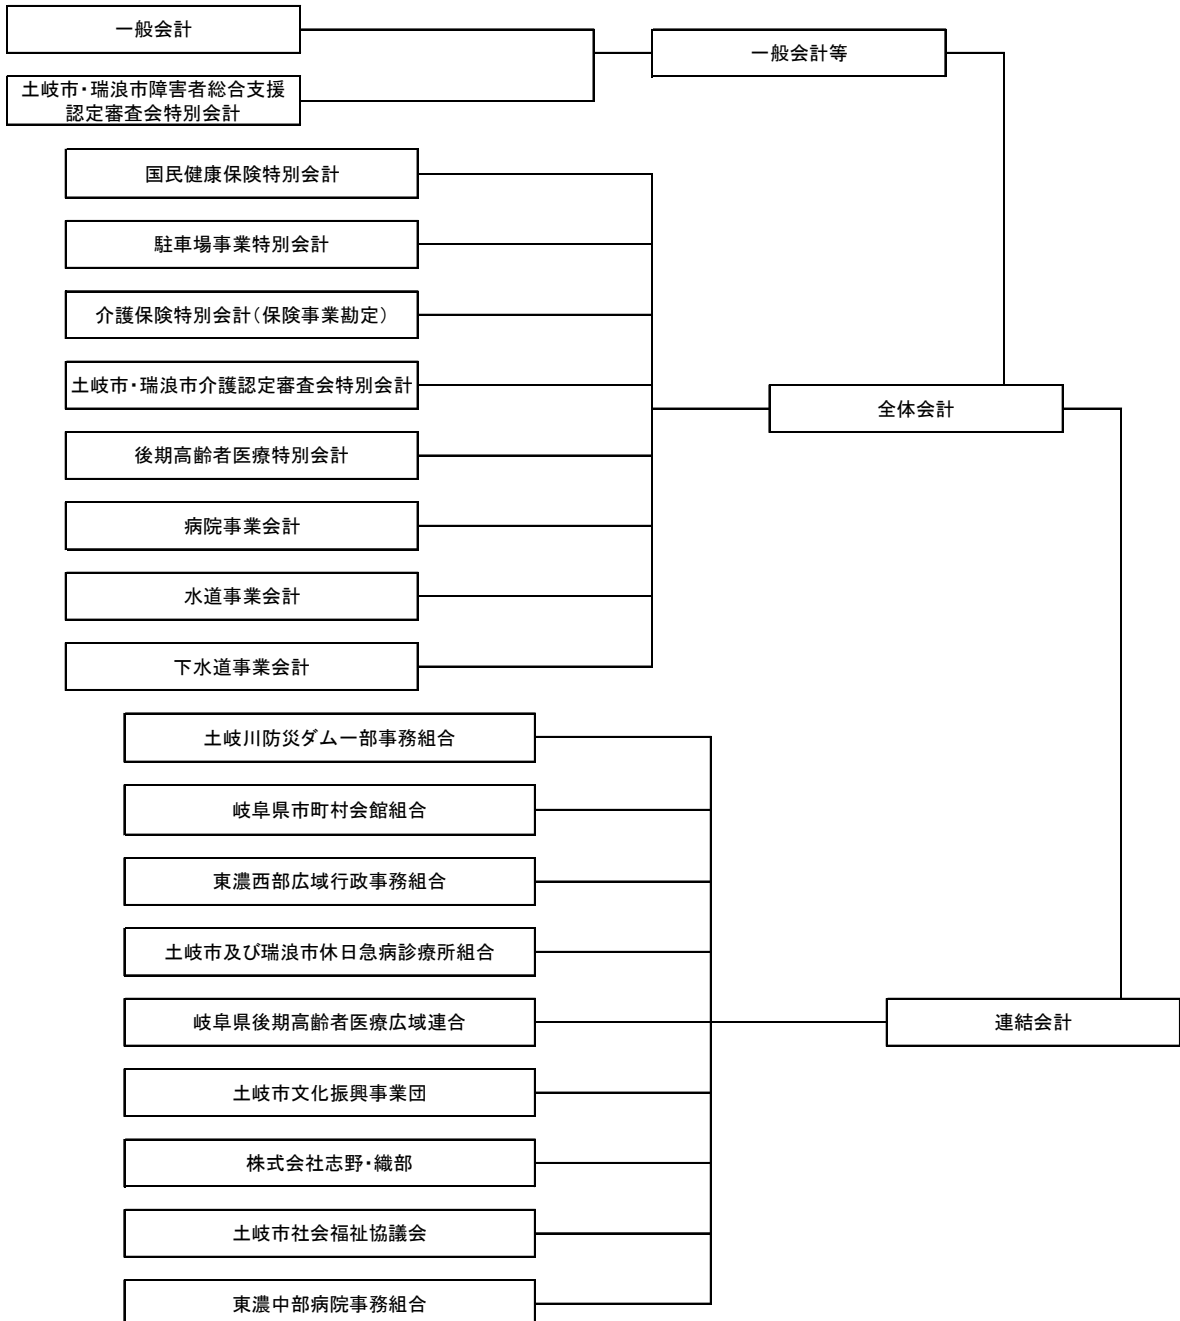 一般会計
一般会計等
土岐市・瑞浪市障害者総合支援
認定審査会特別会計
国民健康保険特別会計
駐車場事業特別会計
介護保険特別会計(保険事業勘定)
土岐市・瑞浪市介護認定審査会特別会計
全体会計
後期高齢者医療特別会計
病院事業会計
水道事業会計
下水道事業会計
土岐川防災ダム一部事務組合
岐阜県市町村会館組合
東濃西部広域行政事務組合
土岐市及び瑞浪市休日急病診療所組合
岐阜県後期高齢者医療広域連合
連結会計
土岐市文化振興事業団
株式会社志野・織部
土岐市社会福祉協議会
東濃中部病院事務組合